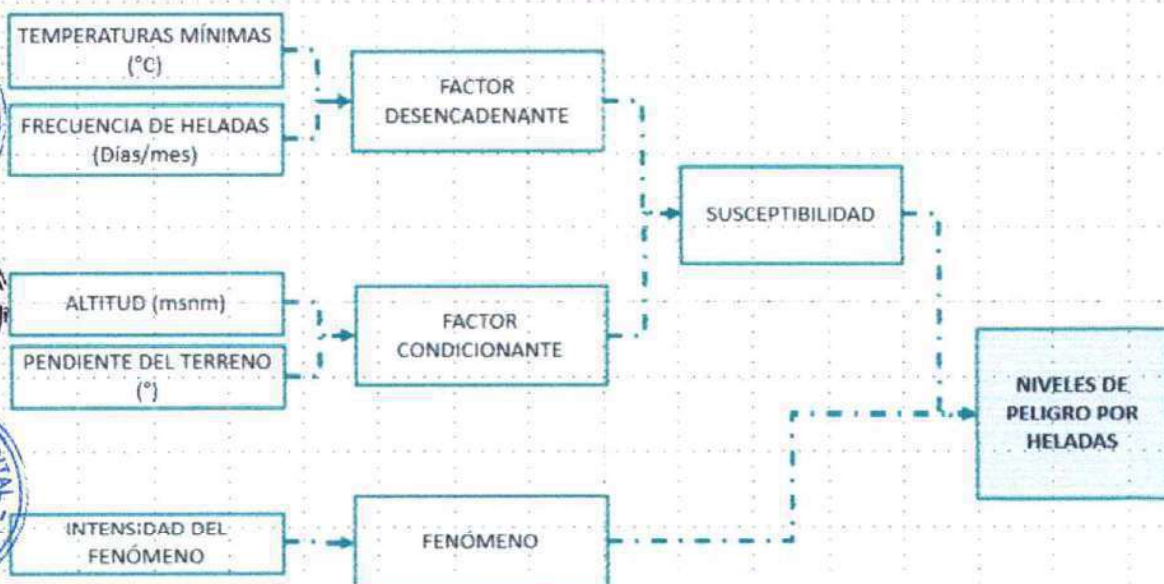 TEMPERATURAS MÍNIMAS
(°C)
FRECUENCIA DE HELADAS
(Días/mes)
FACTOR
DESENCADENANTE
SUSCEPTIBILIDAD
ALTITUD (msnm)
PENDIENTE DEL TERRENO
(°)
FACTOR
CONDICIONANTE
NIVELES DE
PELIGRO POR
HELADAS
INTENSIDAD DEL
FENÓMENO
FENÓMENO